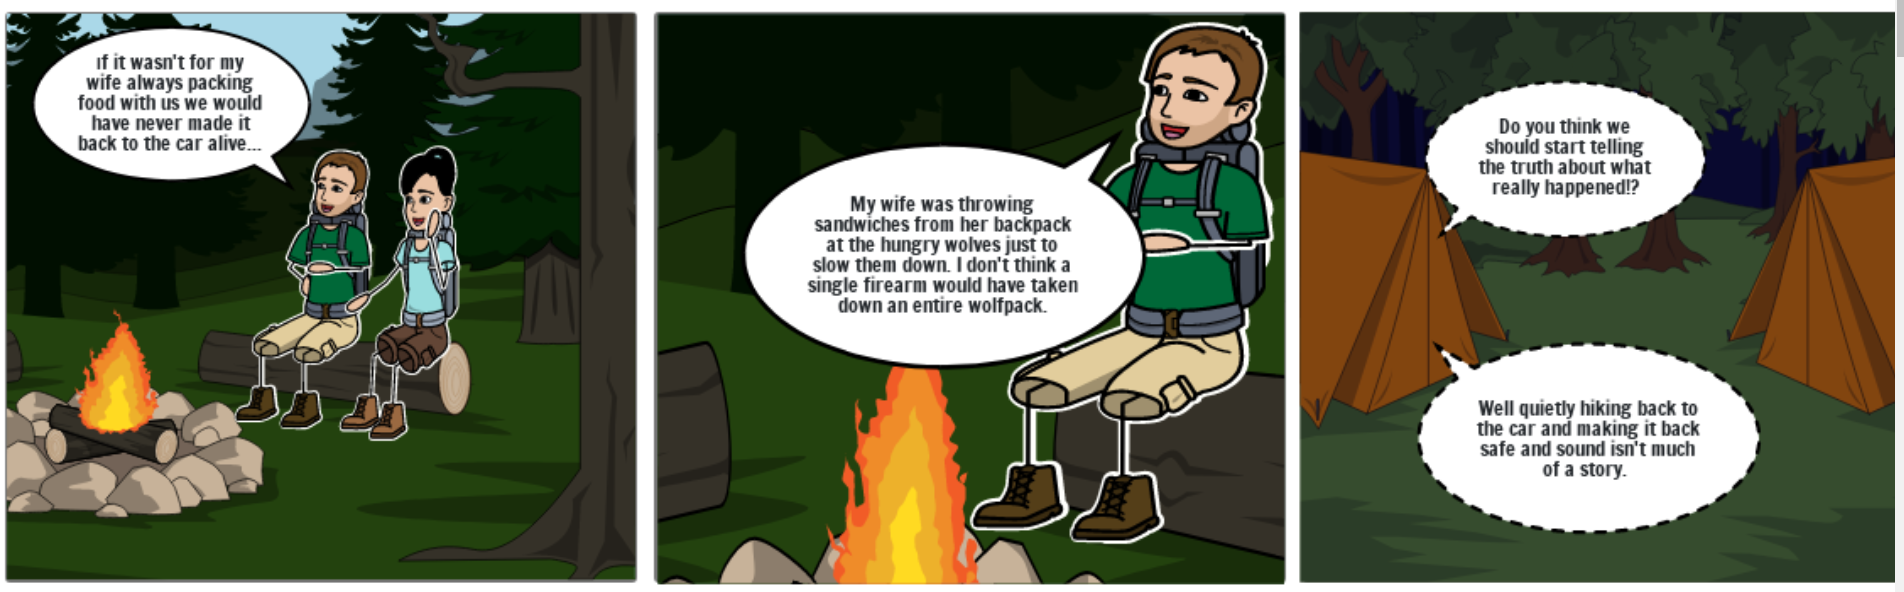 If it wasn't for my
wife always packing
food with us we would
have never made it
back to the car alive...
My wife was throwing
sandwiches from her backpack
at the hungry wolves just to
slow them down. I don't think a
single firearm would have taken
down an entire wolfpack.
Do you think we
should start telling
the truth about what
really happened!?
Well quietly hiking back to
the car and making it back
safe and sound isn't much
of a story.